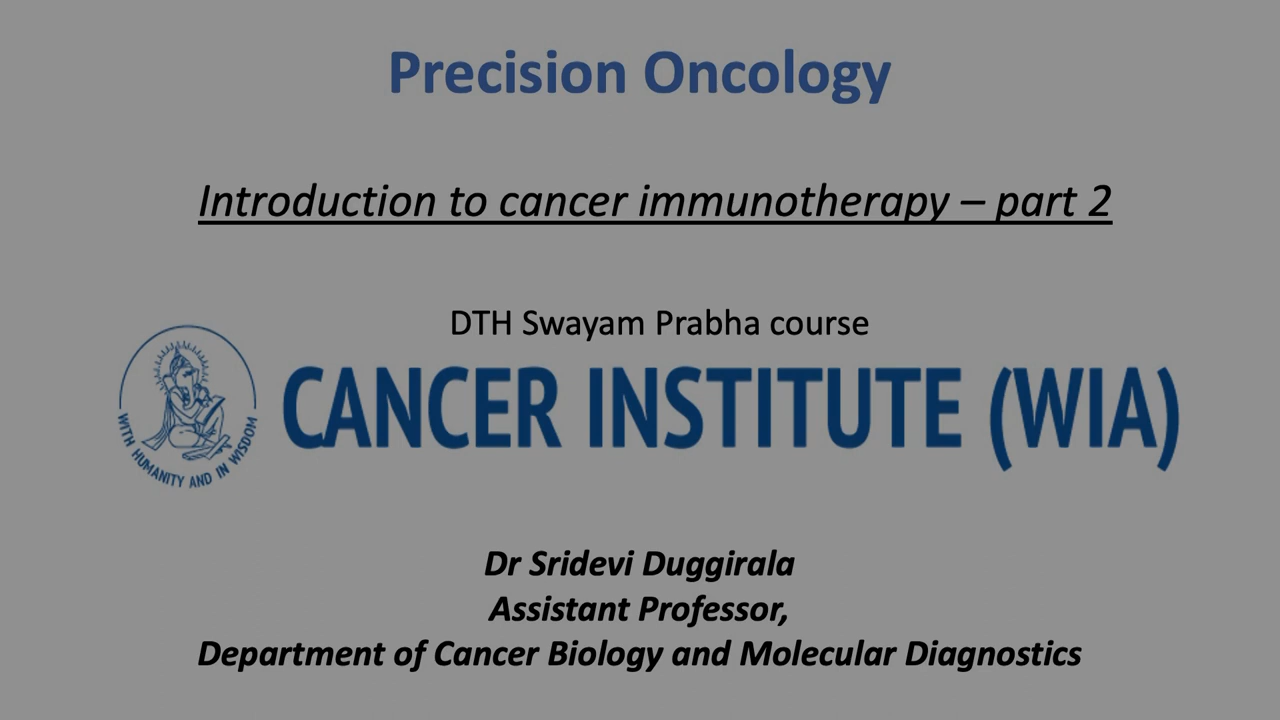 Precision Oncology
Introduction to cancer immunotherapy – part 2
DTH Swayam Prabha course
CANCER INSTITUTE (WIA)
WITH HUMANITY AND IN WISDOM
Dr Sridevi Duggirala
Assistant Professor,
Department of Cancer Biology and Molecular Diagnostics